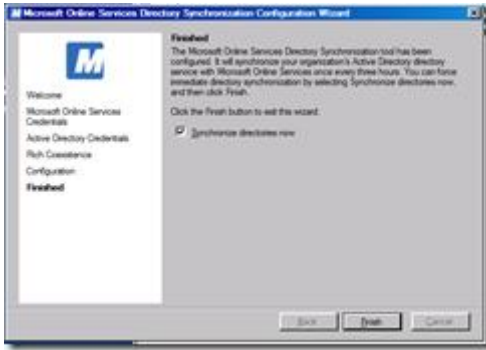 Microsoft Online Services Directory Synchronization Configuration Wizard
M
Welcome
Microsoft Online Services
Credentials
Active Directory Credentials
Rich Coexistence
Configuration
Finished
Finished
The Microsoft Online Services Directory Synchronization tool has been
configured. It will synchronize your organization's Active Directory directory
service with Microsoft Online Services once every three hours. You can force
immediate directory synchronization by selecting Synchronize directories now,
and then click Finish.
Click the Finish button to exit this wizard.
Synchronize directories now
Back
Finish
Cancel